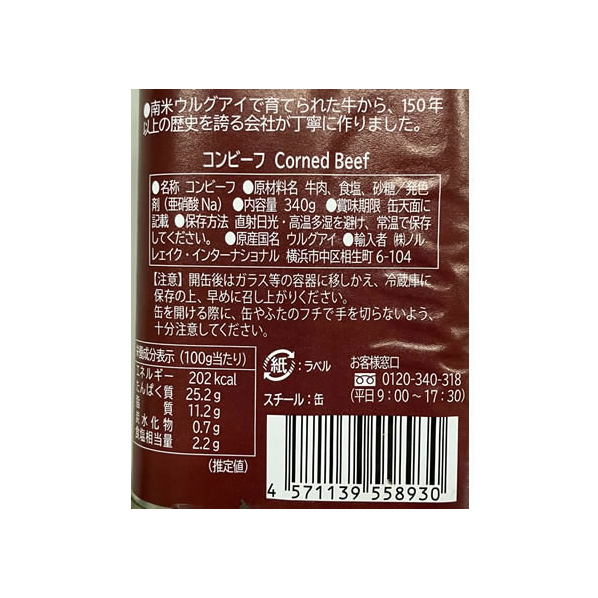 ●南米ウルグアイで育てられた牛から、150年
以上の歴史を誇る会社が丁寧に作りました。
コンビーフ Corned Beef
●名称 コンビーフ ●原材料名 牛肉、食塩、砂糖／発色
剤(亜硝酸Na) ●内容量 340g ●賞味期限 缶天面に
記載 ●保存方法 直射日光・高温多湿を避け、常温で保存
してください。 ●原産国名 ウルグアイ ●輸入者 ㈱ノル
レェイク・インターナショナル 横浜市中区相生町6-104
【注意】開缶後はガラス等の容器に移しかえ、冷蔵庫に
保存の上、早めに召し上がりください。
缶を開ける際に、缶やふたのフチで手を切らないよう、
十分注意してください。
栄養成分表示(100g当たり)
エネルギー 202kcal
たんぱく質 25.2g
脂質 11.2g
炭水化物 0.7g
食塩相当量 2.2g
(推定値)
紙:ラベル
スチール:缶
お客様窓口
0120-340-318
(平日9:00〜17:30)
4 571139 558930